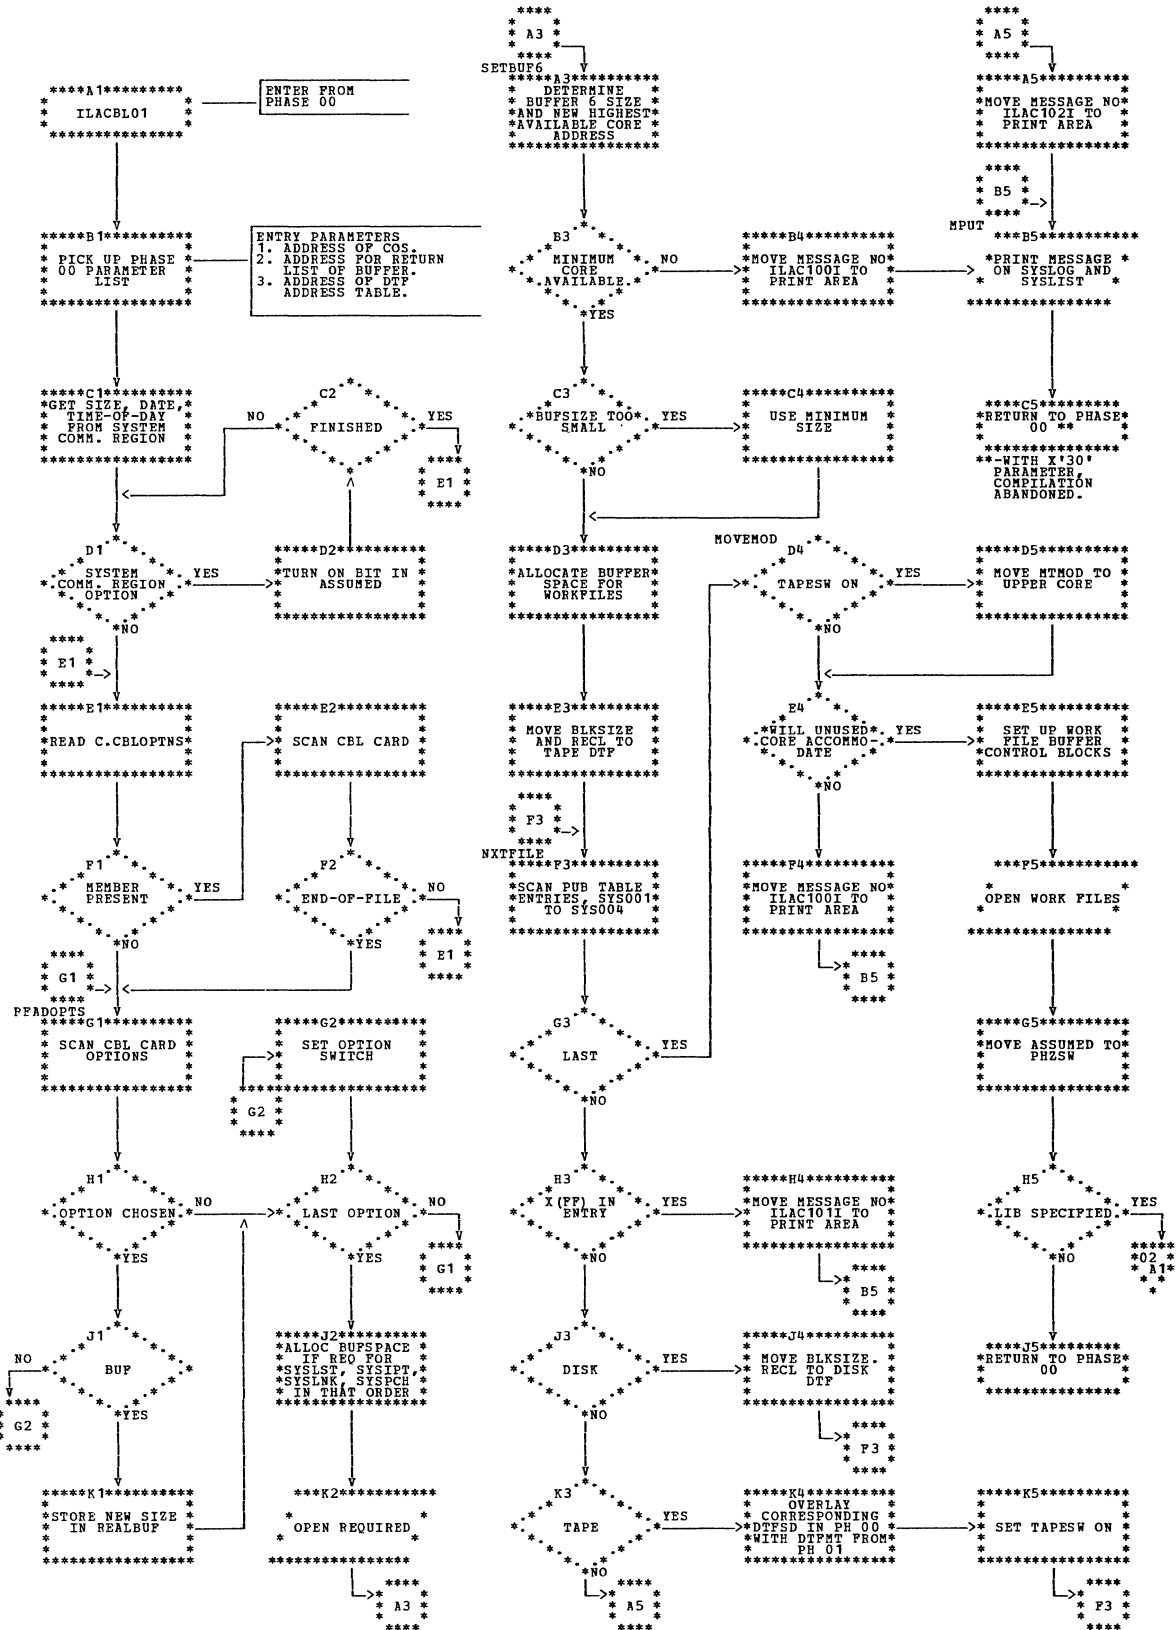 A1
ILACBL01
ENTER FROM
PHASE 00
B1
PICK UP PHASE
00 PARAMETER
LIST
ENTRY PARAMETERS
1. ADDRESS OF COS.
2. ADDRESS FOR RETURN
LIST OF BUFFER.
3. ADDRESS OF DTF
ADDRESS TABLE.
C1
GET SIZE, DATE,
TIME-OF-DAY
FROM SYSTEM
COMM. REGION
C2
FINISHED
NO
YES
E1
D1
SYSTEM
COMM. REGION
OPTION
YES
NO
D2
TURN ON BIT IN
ASSUMED
E1
E1
READ C.CBLOPTNS
E2
SCAN CBL CARD
F1
MEMBER
PRESENT
YES
NO
F2
END-OF-FILE
NO
YES
E1
G1
PFADOPTS
G1
SCAN CBL CARD
OPTIONS
G2
SET OPTION
SWITCH
G2
H1
OPTION CHOSEN
NO
YES
H2
LAST OPTION
NO
YES
G1
J1
BUF
NO
YES
G2
J2
ALLOC BUFSPACE
IF REQ FOR
SYSLST, SYSIPT,
SYSLNK, SYSPCH
IN THAT ORDER
K1
STORE NEW SIZE
IN REALBUF
K2
OPEN REQUIRED
A3
A3
SETBUF6
A3
DETERMINE
BUFFER 6 SIZE
AND NEW HIGHEST
AVAILABLE CORE
ADDRESS
B3
MINIMUM
CORE
AVAILABLE.
NO
YES
B4
MOVE MESSAGE NO
ILAC100I TO
PRINT AREA
C3
BUFSIZE TOO
SMALL
YES
NO
C4
USE MINIMUM
SIZE
D3
ALLOCATE BUFFER
SPACE FOR
WORKFILES
E3
MOVE BLKSIZE
AND RECL TO
TAPE DTF
F3
NXTFILE
F3
SCAN PUB TABLE
ENTRIES, SYS001
TO SYS004
G3
LAST
YES
NO
H3
X(FF) IN
ENTRY
YES
NO
H4
MOVE MESSAGE NO
ILAC101I TO
PRINT AREA
B5
J3
DISK
YES
NO
J4
MOVE BLKSIZE.
RECL TO DISK
DTF
F3
K3
TAPE
YES
NO
A5
K4
OVERLAY
CORRESPONDING
DTFSD IN PH 00
WITH DTFMT FROM
PH 01
K5
SET TAPESW ON
F3
MOVEMOD
D4
TAPESW ON
YES
NO
D5
MOVE MTMOD TO
UPPER CORE
E4
WILL UNUSED
CORE ACCOMMO-
DATE
YES
NO
E5
SET UP WORK
FILE BUFFER
CONTROL BLOCKS
F4
MOVE MESSAGE NO
ILAC100I TO
PRINT AREA
B5
F5
OPEN WORK FILES
G5
MOVE ASSUMED TO
PHZSW
H5
LIB SPECIFIED
YES
NO
02
A1
J5
RETURN TO PHASE
00
A5
A5
MOVE MESSAGE NO
ILAC102I TO
PRINT AREA
B5
MPUT
B5
PRINT MESSAGE
ON SYSLOG AND
SYSLIST
C5
RETURN TO PHASE
00 **
**-WITH X'30'
PARAMETER,
COMPILATION
ABANDONED.